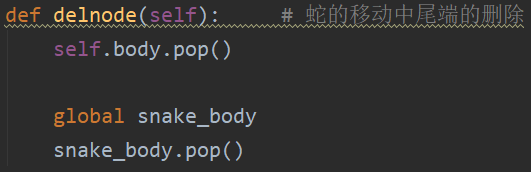 def delnode(self):     # 蛇的移动中尾端的删除
    self.body.pop()

    global snake_body
    snake_body.pop()